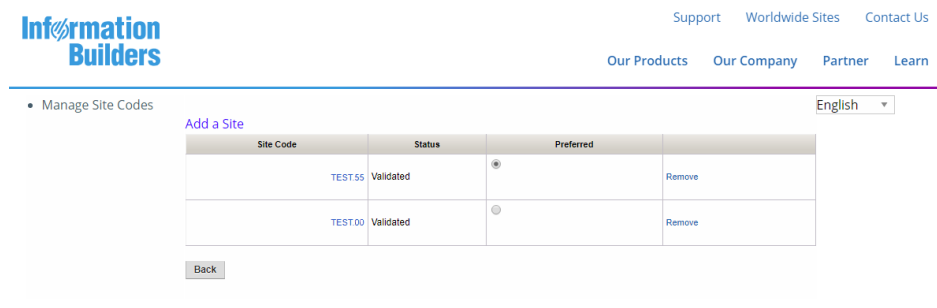 Information
Builders
Support Worldwide Sites Contact Us
Our Products Our Company Partner Learn
• Manage Site Codes
English
Add a Site
Site Code Status Preferred
TEST.55 Validated Remove
TEST.00 Validated Remove
Back